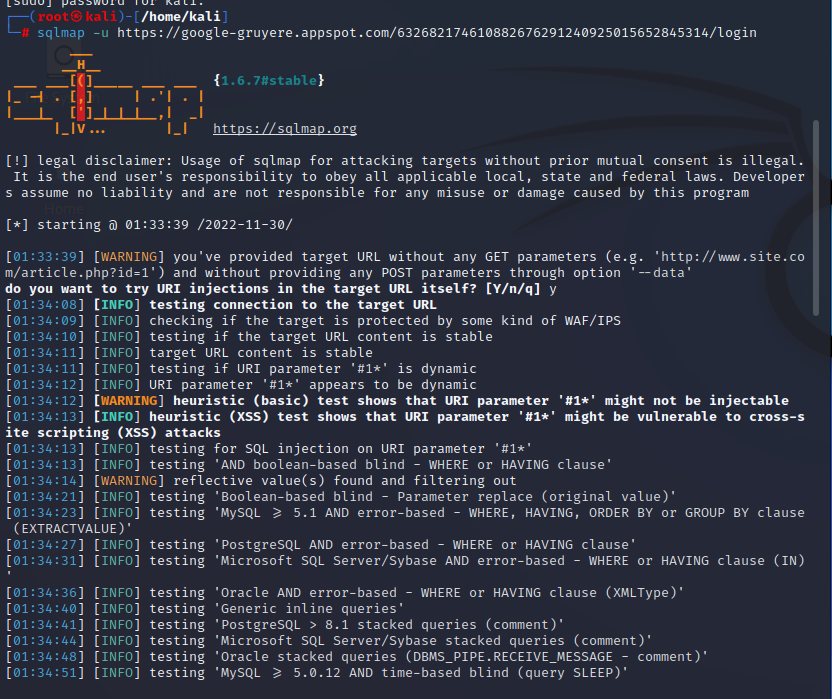 [sudo] password for kali:
┌──(root㉿kali)-[/home/kali]
└─# sqlmap -u https://google-gruyere.appspot.com/632682174610882676291240925015652845314/login
        ___
       __H__
 ___ ___[(]_____ ___ ___  {1.6.7#stable}
|_ -| . [,]     | .'| . |
|___|_  [']_|_|_|__,|  _|
      |_|V...       |_|   https://sqlmap.org
[!] legal disclaimer: Usage of sqlmap for attacking targets without prior mutual consent is illegal.
 It is the end user's responsibility to obey all applicable local, state and federal laws. Developer
s assume no liability and are not responsible for any misuse or damage caused by this program
[*] starting @ 01:33:39 /2022-11-30/
[01:33:39] [WARNING] you've provided target URL without any GET parameters (e.g. 'http://www.site.co
m/article.php?id=1') and without providing any POST parameters through option '--data'
do you want to try URI injections in the target URL itself? [Y/n/q] y
[01:34:08] [INFO] testing connection to the target URL
[01:34:09] [INFO] checking if the target is protected by some kind of WAF/IPS
[01:34:10] [INFO] testing if the target URL content is stable
[01:34:11] [INFO] target URL content is stable
[01:34:11] [INFO] testing if URI parameter '#1*' is dynamic
[01:34:12] [INFO] URI parameter '#1*' appears to be dynamic
[01:34:12] [WARNING] heuristic (basic) test shows that URI parameter '#1*' might not be injectable
[01:34:13] [INFO] heuristic (XSS) test shows that URI parameter '#1*' might be vulnerable to cross-s
ite scripting (XSS) attacks
[01:34:13] [INFO] testing for SQL injection on URI parameter '#1*'
[01:34:13] [INFO] testing 'AND boolean-based blind - WHERE or HAVING clause'
[01:34:14] [WARNING] reflective value(s) found and filtering out
[01:34:21] [INFO] testing 'Boolean-based blind - Parameter replace (original value)'
[01:34:23] [INFO] testing 'MySQL >= 5.1 AND error-based - WHERE, HAVING, ORDER BY or GROUP BY clause
 (EXTRACTVALUE)'
[01:34:27] [INFO] testing 'PostgreSQL AND error-based - WHERE or HAVING clause'
[01:34:31] [INFO] testing 'Microsoft SQL Server/Sybase AND error-based - WHERE or HAVING clause (IN)
'
[01:34:36] [INFO] testing 'Oracle AND error-based - WHERE or HAVING clause (XMLType)'
[01:34:40] [INFO] testing 'Generic inline queries'
[01:34:41] [INFO] testing 'PostgreSQL > 8.1 stacked queries (comment)'
[01:34:44] [INFO] testing 'Microsoft SQL Server/Sybase stacked queries (comment)'
[01:34:48] [INFO] testing 'Oracle stacked queries (DBMS_PIPE.RECEIVE_MESSAGE - comment)'
[01:34:51] [INFO] testing 'MySQL >= 5.0.12 AND time-based blind (query SLEEP)'